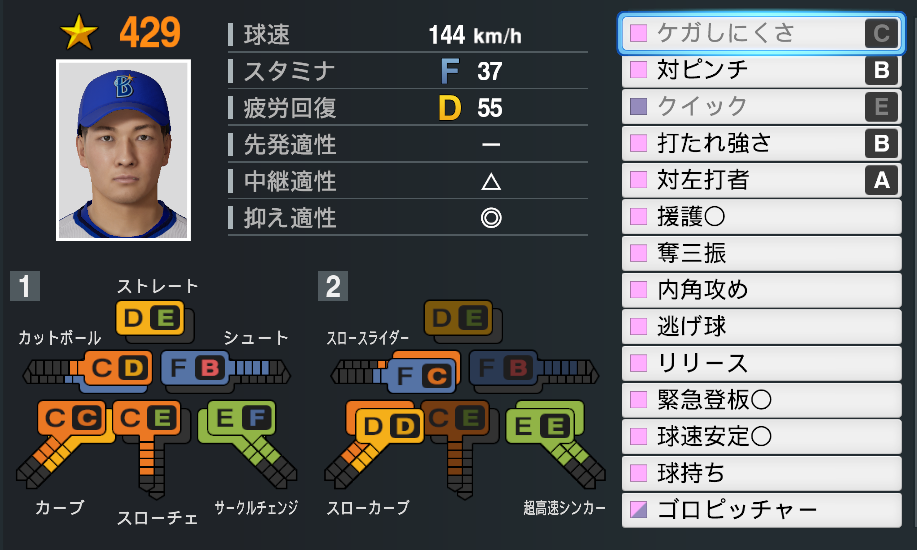 429
球速 144 km/h
スタミナ F 37
疲労回復 D 55
先発適性 ー
中継適性 △
抑え適性 ◎
1
ストレート
D E
カットボール
C D
シュート
F B
C C
C E
E F
カーブ
スローチェ
サークルチェンジ
2
D E
スロースライダー
F C
F B
D D
C E
E E
スローカーブ
超高速シンカー
ケガしにくさ C
対ピンチ B
クイック E
打たれ強さ B
対左打者 A
援護〇
奪三振
内角攻め
逃げ球
リリース
緊急登板〇
球速安定〇
球持ち
ゴロピッチャー